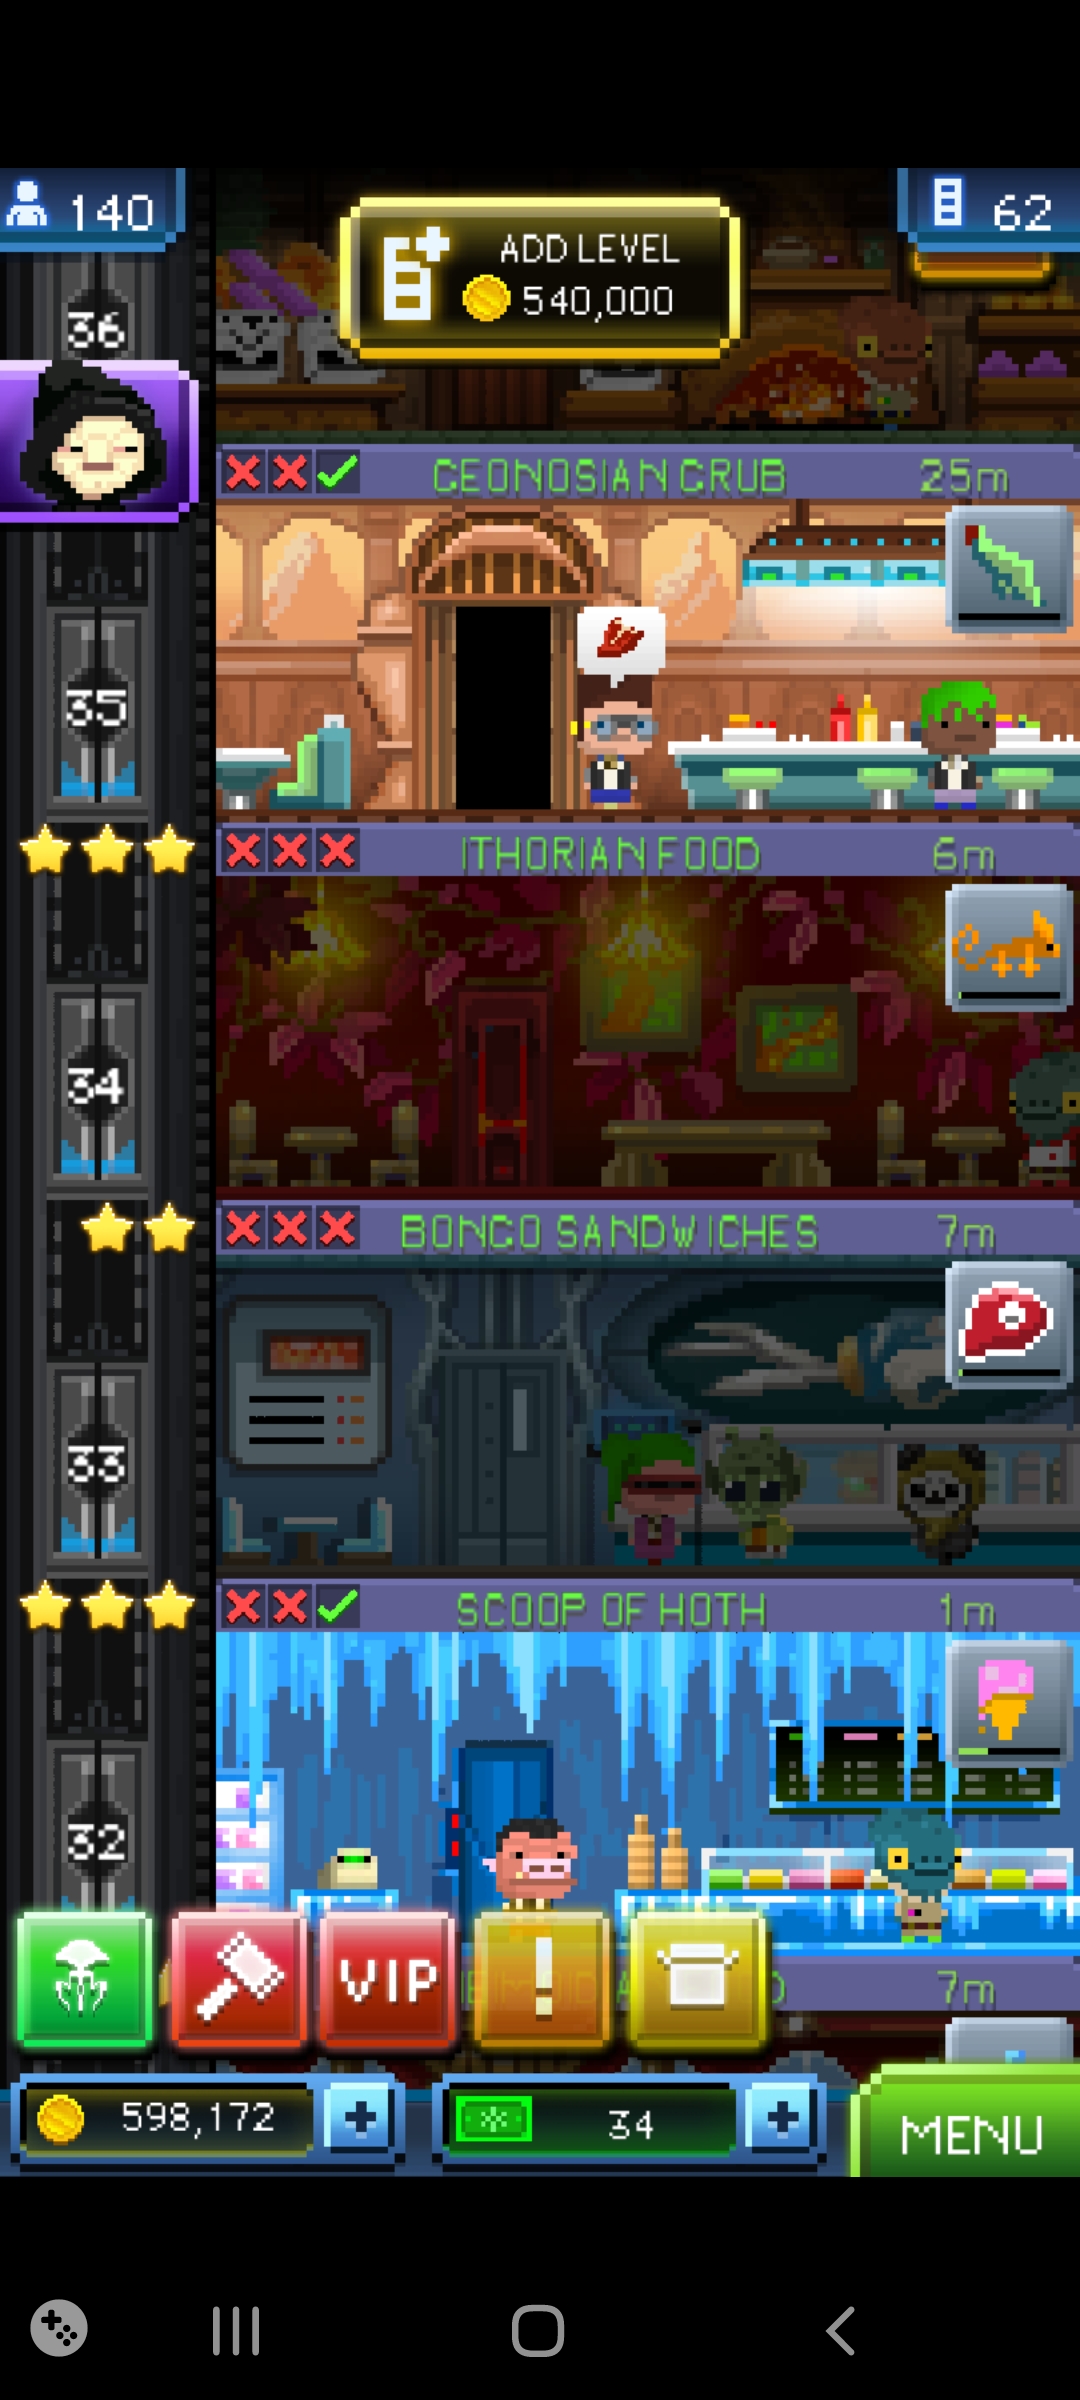 140
ADD LEVEL
540,000
62
36
GEONOSIAN GRUB 25m
35
ITHORIAN FOOD 6m
34
BONGO SANDWICHES 7m
33
SCOOP OF HOTH 1m
32
VIP ! 7m
598,172 + 34 + MENU